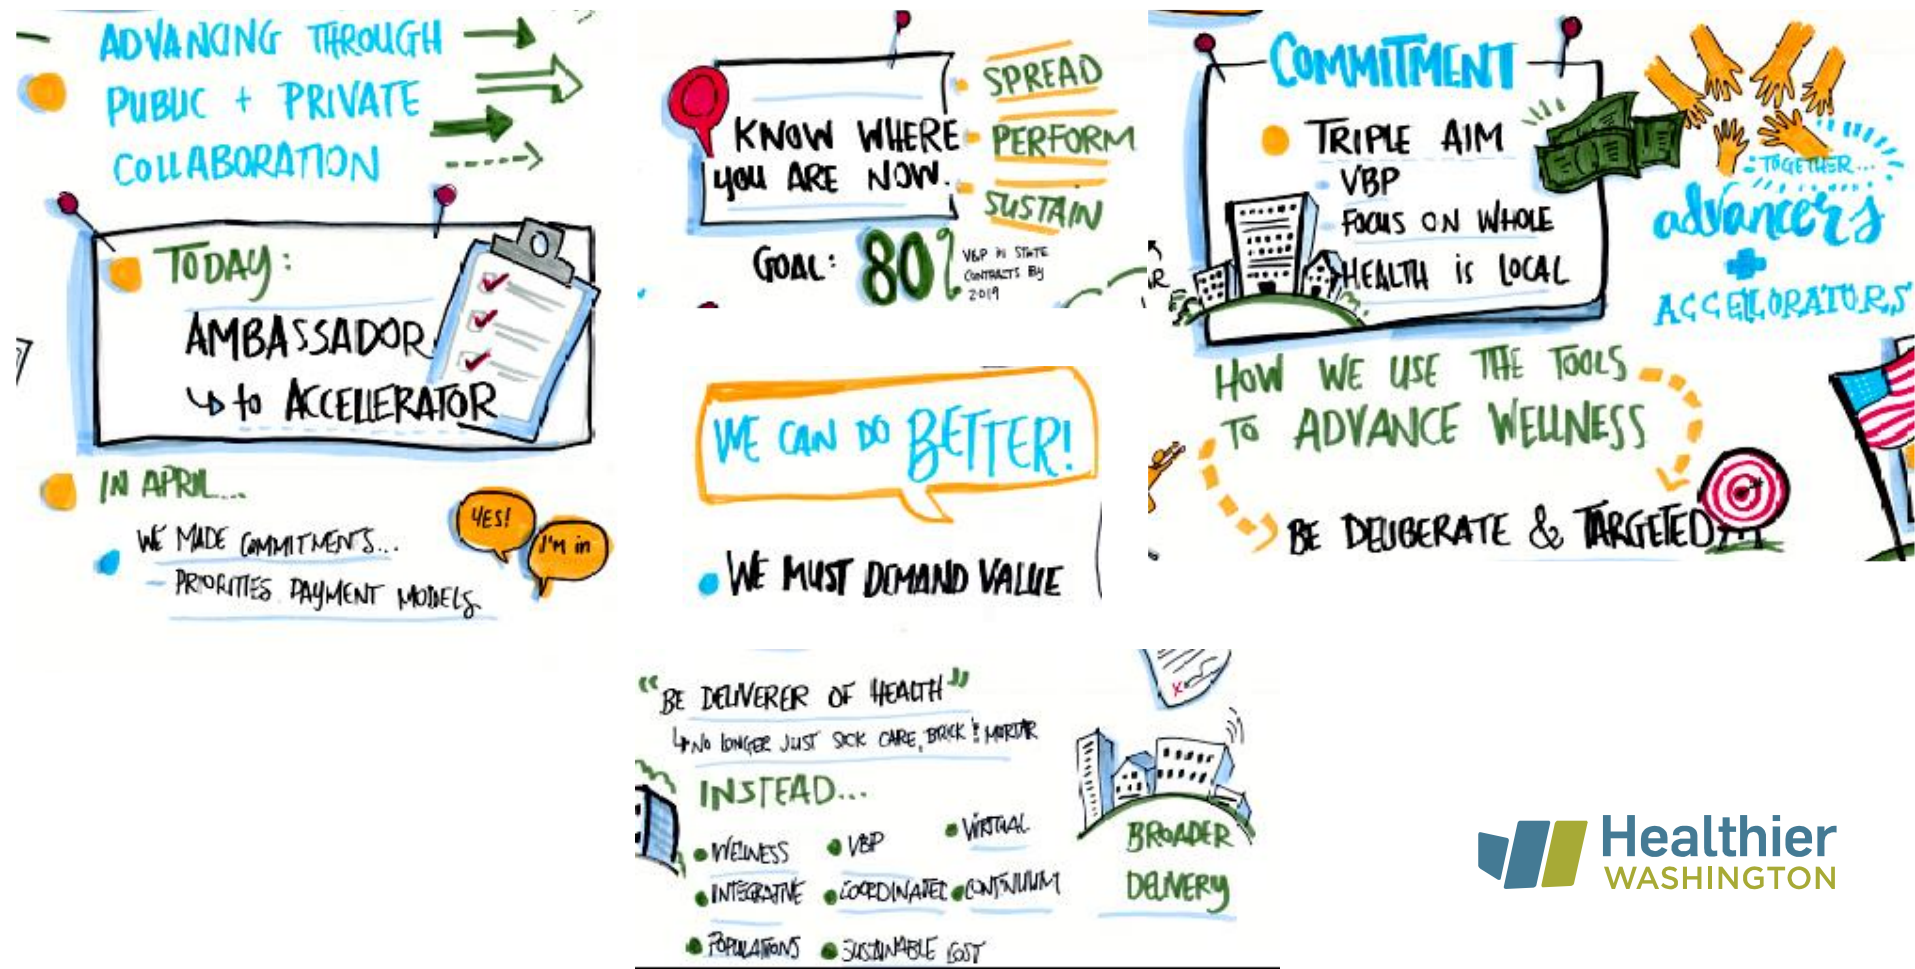 ADVANCING THROUGH
PUBLIC + PRIVATE
COLLABORATION
TODAY:
AMBASSADOR
to ACCELLERATOR
IN APRIL...
WE MADE COMMITMENTS...
- PRIORITIES PAYMENT MODELS
YES!
I'M in
KNOW WHERE
YOU ARE NOW.
SPREAD
PERFORM
SUSTAIN
GOAL: 80%
VBP IN STATE
CONTRACTS BY
2019
WE CAN DO BETTER!
WE MUST DEMAND VALUE
COMMITMENT
TRIPLE AIM
VBP
FOCUS ON WHOLE
HEALTH is LOCAL
TOGETHER...
advancers
+
ACCELLORATORS
HOW WE USE THE TOOLS
TO ADVANCE WELLNESS
BE DELIBERATE & TARGETED
"BE DELIVERER OF HEALTH"
NO LONGER JUST SICK CARE, BRICK & MORTAR
INSTEAD...
WELLNESS
VBP
VIRTUAL
INTEGRATIVE
COORDINATED
CONTINUUM
POPULATIONS
SUSTAINABLE COST
BROADER
DELIVERY
Healthier
WASHINGTON